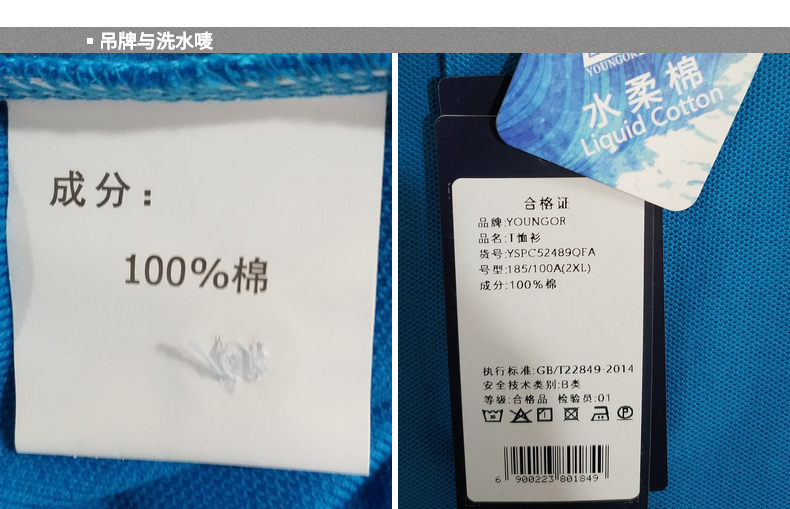 吊牌与洗水唛
成分：
100%棉
YOUNGOR
水柔棉
Liquid Cotton
合格证
品牌:YOUNGOR
品名:T恤衫
货号:YSPC52489QFA
号型:185/100A(2XL)
成分:100%棉
执行标准:GB/T22849-2014
安全技术类别:B类
等级:合格品 检验员:01
6 900223 801849